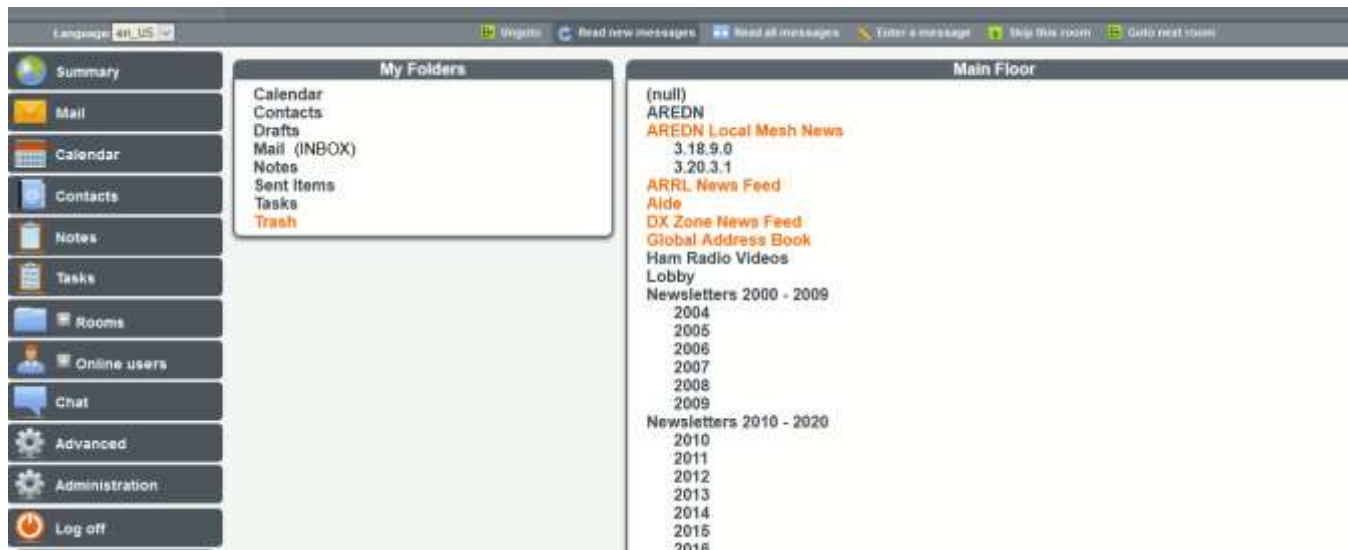 Language: en_US
Ungoto Read new messages Read all messages Enter a message Skip this room Goto next room
Summary
Mail
Calendar
Contacts
Notes
Tasks
Rooms
Online users
Chat
Advanced
Administration
Log off
My Folders
Calendar
Contacts
Drafts
Mail (INBOX)
Notes
Sent Items
Tasks
Trash
Main Floor
(null)
AREDN
AREDN Local Mesh News
3.18.9.0
3.20.3.1
ARRL News Feed
Aide
DX Zone News Feed
Global Address Book
Ham Radio Videos
Lobby
Newsletters 2000 - 2009
2004
2005
2006
2007
2008
2009
Newsletters 2010 - 2020
2010
2011
2012
2013
2014
2015
2016